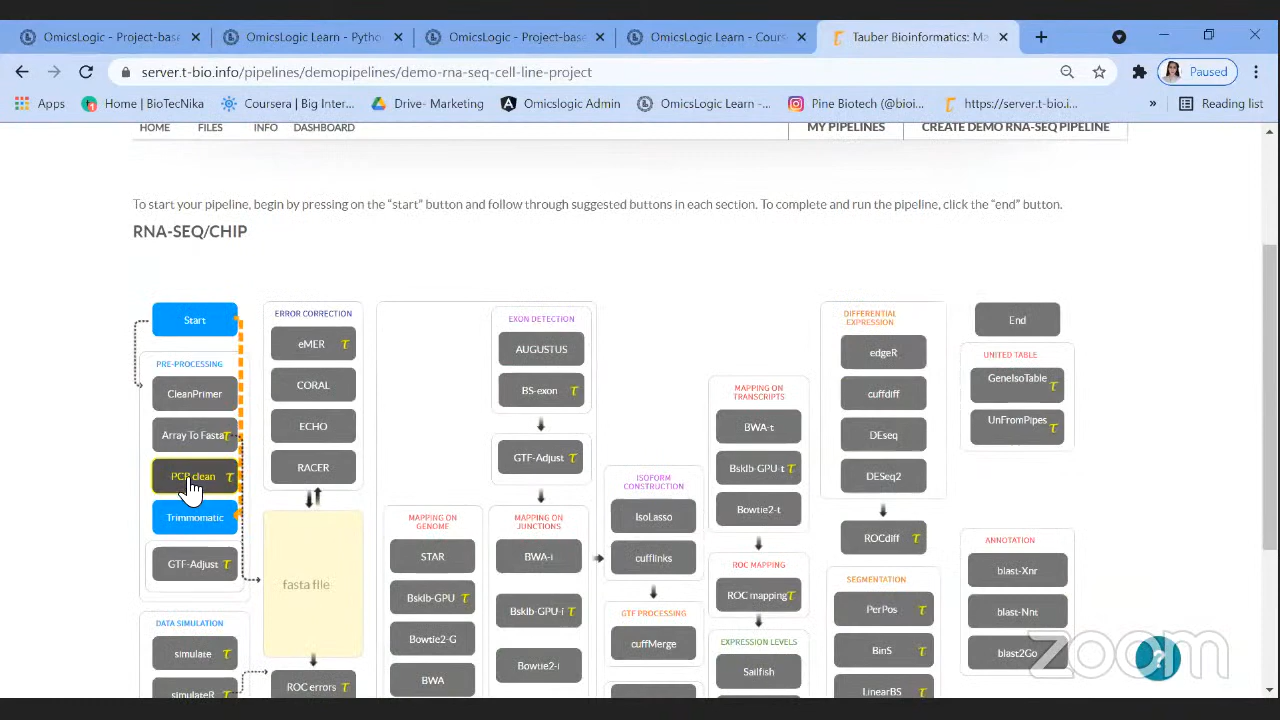 OmicsLogic - Project-base
OmicsLogic Learn - Python
OmicsLogic - Project-base
OmicsLogic Learn - Cours
Tauber Bioinformatics: Ma
server.t-bio.info/pipelines/demopipelines/demo-rna-seq-cell-line-project
Paused
Apps
Home | BioTecNika
Coursera | Big Inter...
Drive- Marketing
Omicslogic Admin
OmicsLogic Learn -...
Pine Biotech (@bioi...
https://server.t-bio.i...
»
Reading list
HOME
FILES
INFO
DASHBOARD
MY PIPELINES
CREATE DEMO RNA-SEQ PIPELINE
To start your pipeline, begin by pressing on the “start” button and follow through suggested buttons in each section. To complete and run the pipeline, click the “end” button.
RNA-SEQ/CHIP
Start
PRE-PROCESSING
CleanPrimer
Array To Fasta τ
PCR clean τ
Trimmomatic
GTF-Adjust τ
DATA SIMULATION
simulate τ
simulateR τ
ERROR CORRECTION
eMER τ
CORAL
ECHO
RACER
fasta file
ROC errors τ
MAPPING ON
GENOME
STAR
Bsklb-GPU τ
Bowtie2-G
BWA
EXON DETECTION
AUGUSTUS
BS-exon τ
GTF-Adjust τ
MAPPING ON
JUNCTIONS
BWA-i
Bsklb-GPU-i τ
Bowtie2-i
ISOFORM
CONSTRUCTION
IsoLasso
cufflinks
GTF PROCESSING
cuffMerge
MAPPING ON
TRANSCRIPTS
BWA-t
Bsklb-GPU-t τ
Bowtie2-t
ROC MAPPING
ROC mapping τ
EXPRESSION LEVELS
Sailfish
DIFFERENTIAL
EXPRESSION
edgeR
cuffdiff
DEseq
DESeq2
ROCdiff τ
SEGMENTATION
PerPos τ
BinS τ
LinearBS τ
End
UNITED TABLE
GeneIsoTable τ
UnFromPipes τ
ANNOTATION
blast-Xnr
blast-Nnt
blast2Go
zoom
?